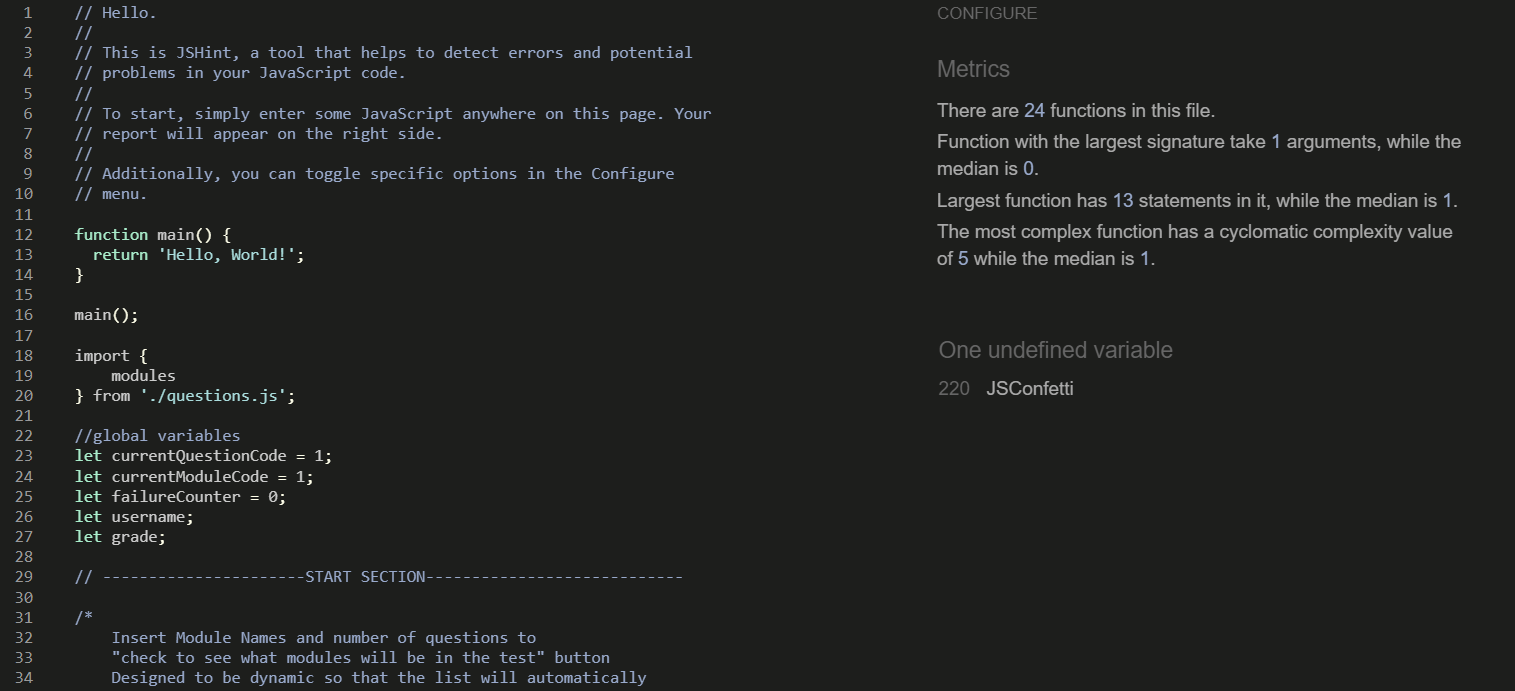 1 // Hello.
2 //
3 // This is JSHint, a tool that helps to detect errors and potential
4 // problems in your JavaScript code.
5 //
6 // To start, simply enter some JavaScript anywhere on this page. Your
7 // report will appear on the right side.
8 //
9 // Additionally, you can toggle specific options in the Configure
10 // menu.
11
12 function main() {
13   return 'Hello, World!';
14 }
15
16 main();
17
18 import {
19     modules
20 } from './questions.js';
21
22 //global variables
23 let currentQuestionCode = 1;
24 let currentModuleCode = 1;
25 let failureCounter = 0;
26 let username;
27 let grade;
28
29 // ----------------------START SECTION----------------------------
30
31 /*
32     Insert Module Names and number of questions to
33     "check to see what modules will be in the test" button
34     Designed to be dynamic so that the list will automatically
CONFIGURE
Metrics
There are 24 functions in this file.
Function with the largest signature take 1 arguments, while the
median is 0.
Largest function has 13 statements in it, while the median is 1.
The most complex function has a cyclomatic complexity value
of 5 while the median is 1.
One undefined variable
220 JSConfetti